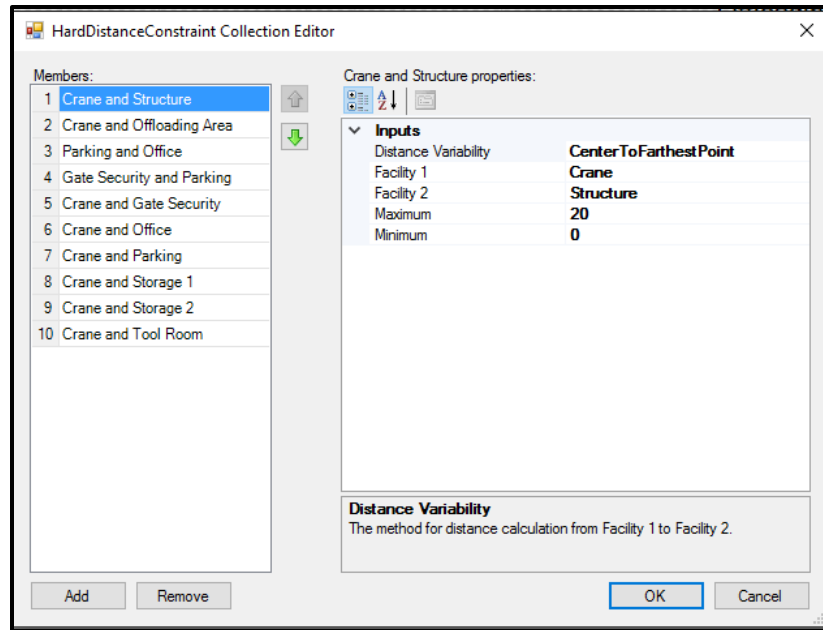 HardDistanceConstraint Collection Editor
Members:
1 Crane and Structure
2 Crane and Offloading Area
3 Parking and Office
4 Gate Security and Parking
5 Crane and Gate Security
6 Crane and Office
7 Crane and Parking
8 Crane and Storage 1
9 Crane and Storage 2
10 Crane and Tool Room
Add Remove
Crane and Structure properties:
Inputs
Distance Variability CenterToFarthestPoint
Facility 1 Crane
Facility 2 Structure
Maximum 20
Minimum 0
Distance Variability
The method for distance calculation from Facility 1 to Facility 2.
OK Cancel